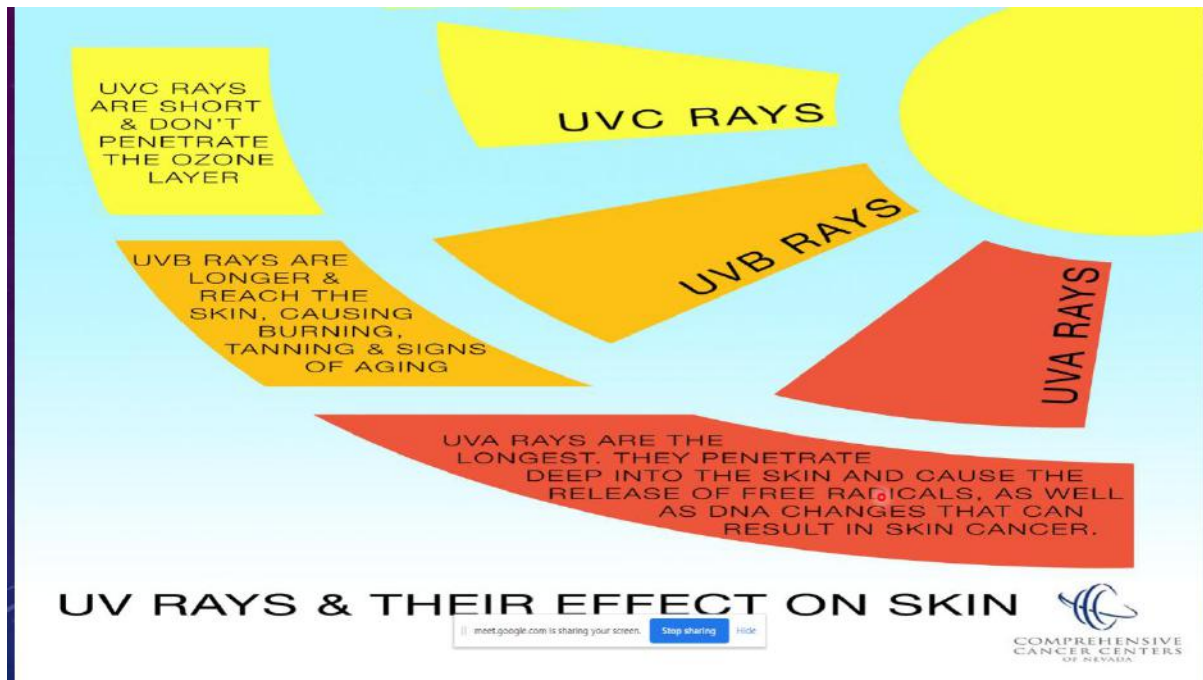 UVC RAYS
ARE SHORT
& DON'T
PENETRATE
THE OZONE
LAYER
UVC RAYS
UVB RAYS ARE
LONGER &
REACH THE
SKIN, CAUSING
BURNING,
TANNING & SIGNS
OF AGING
UVB RAYS
UVA RAYS
UVA RAYS ARE THE
LONGEST. THEY PENETRATE
DEEP INTO THE SKIN AND CAUSE THE
RELEASE OF FREE RADICALS, AS WELL
AS DNA CHANGES THAT CAN
RESULT IN SKIN CANCER.
UV RAYS & THEIR EFFECT ON SKIN
meet.google.com is sharing your screen. Stop sharing Hide
COMPREHENSIVE
CANCER CENTERS
OF NEVADA